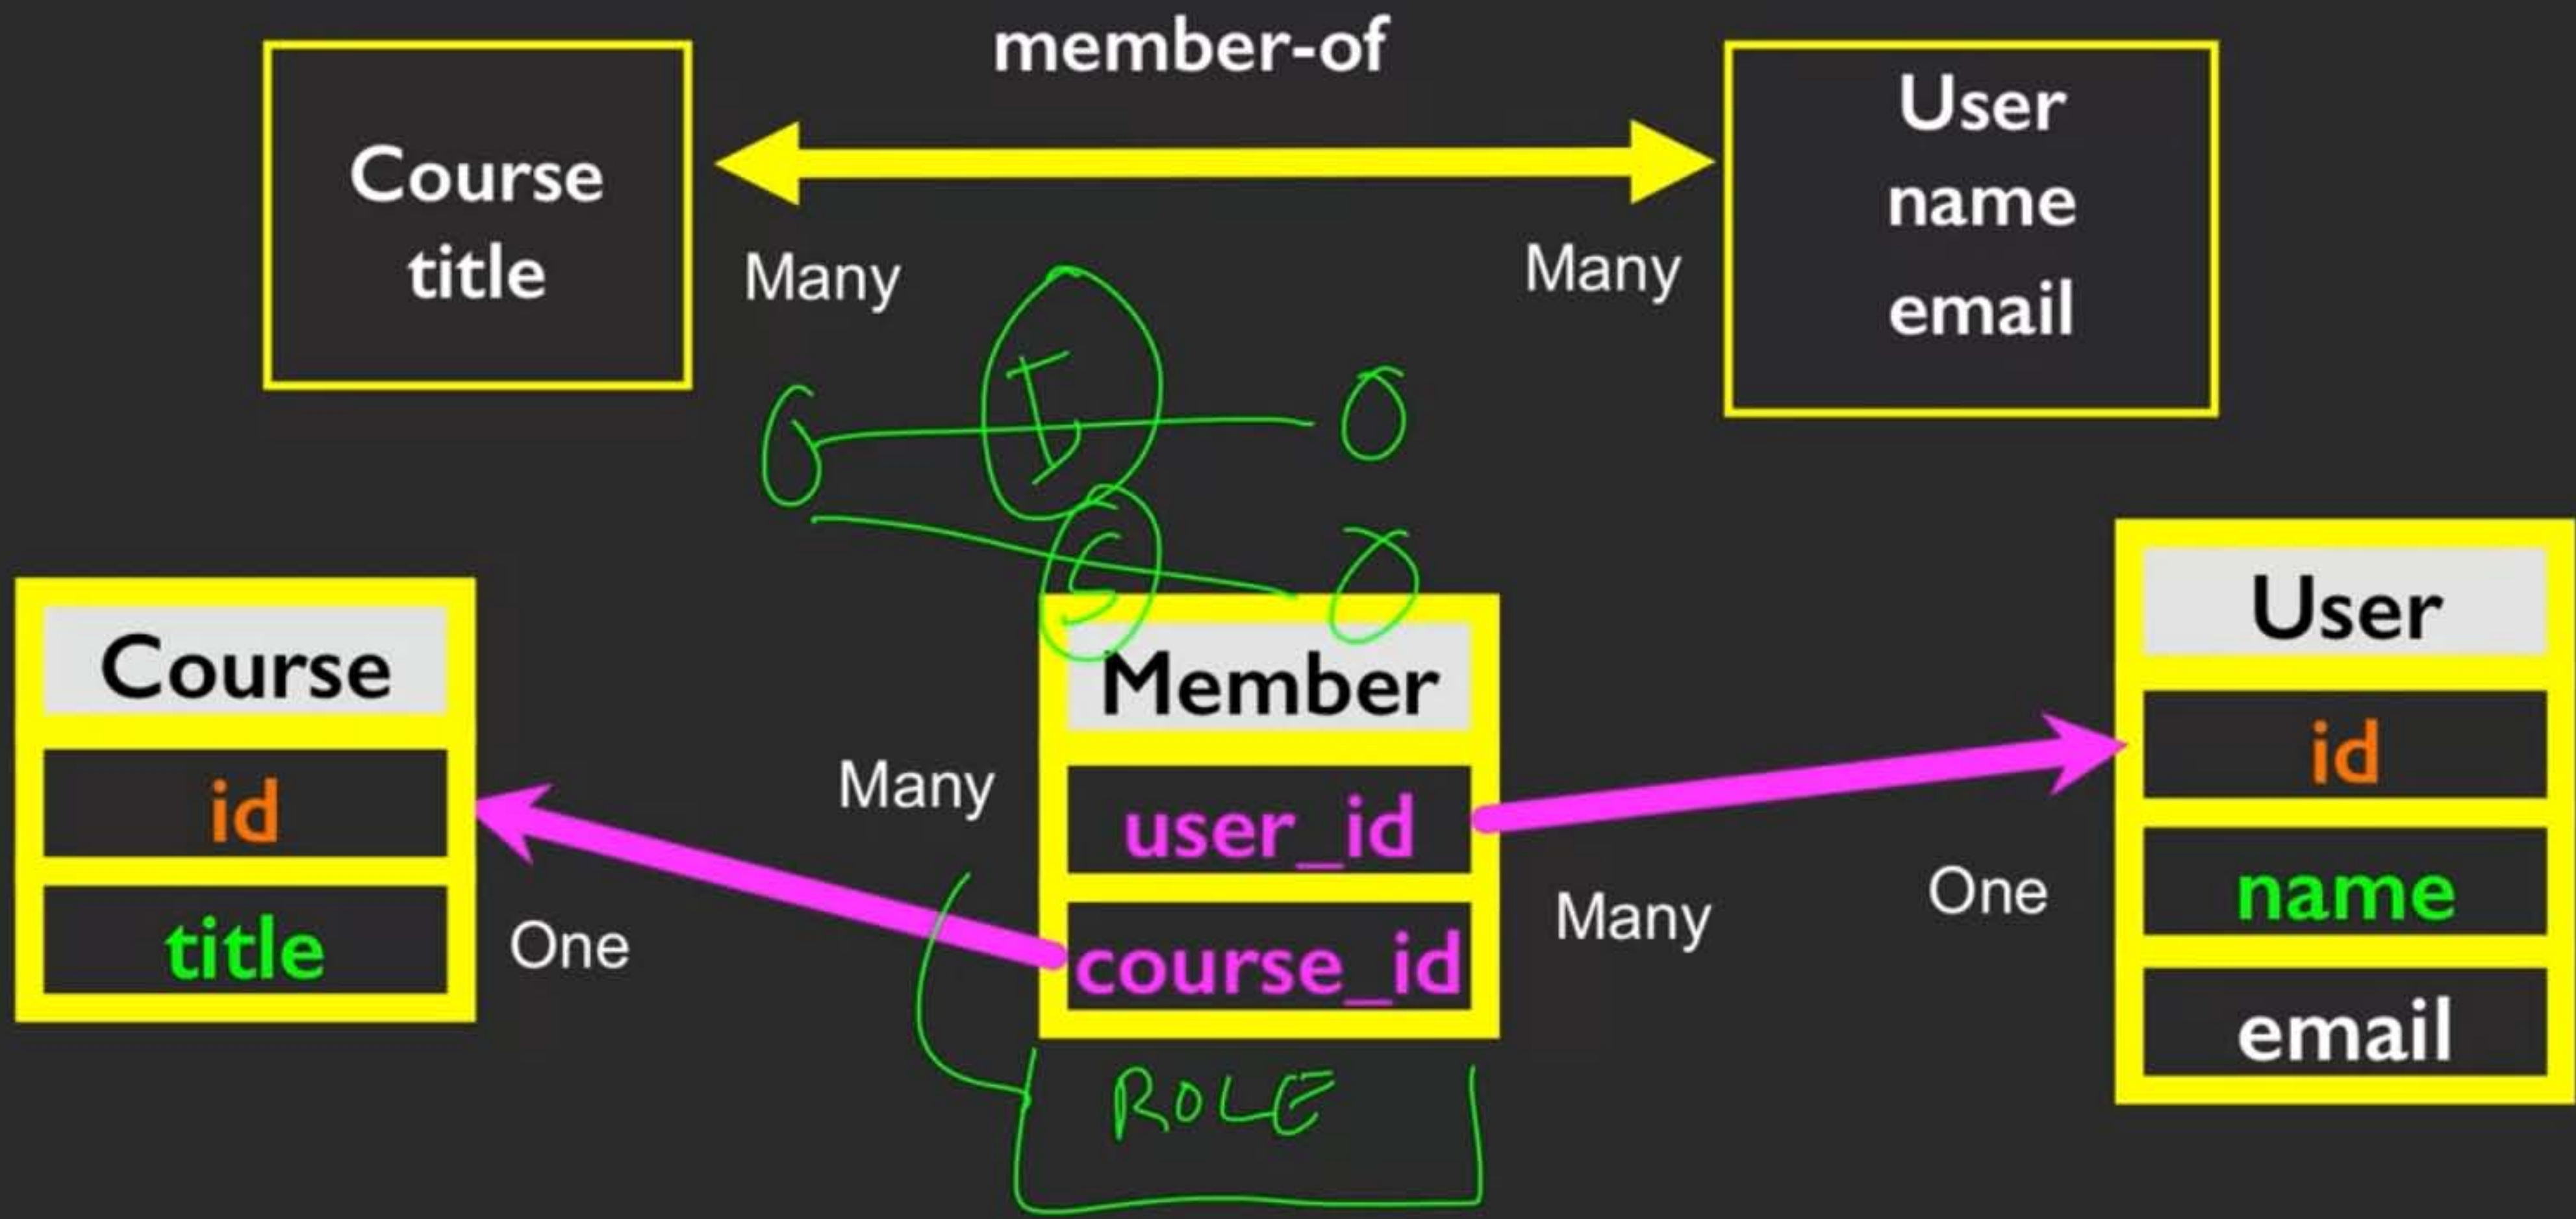 member-of
Course
title
User
name
email
Many
Many
I
S
Course
id
title
One
Many
Member
user_id
course_id
ROLE
Many
One
User
id
name
email